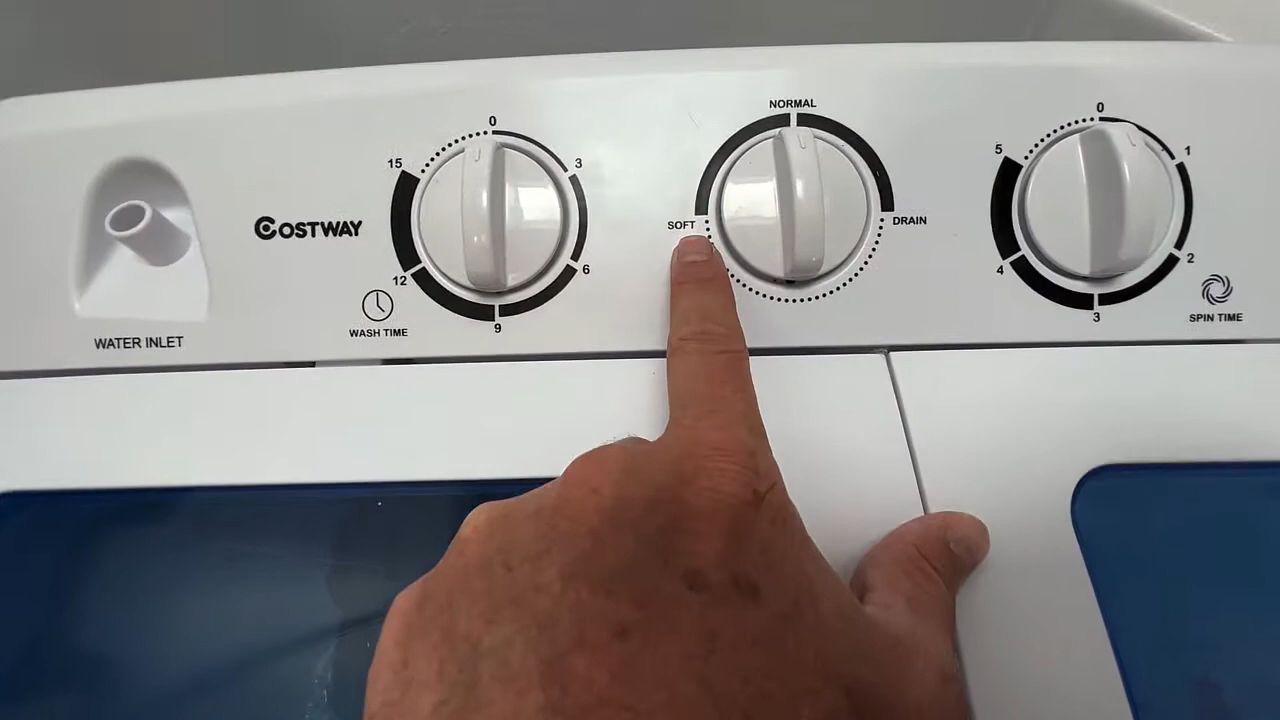 WATER INLET
COSTWAY
0
3
6
9
12
15
WASH TIME
NORMAL
SOFT
DRAIN
0
1
2
3
4
5
SPIN TIME